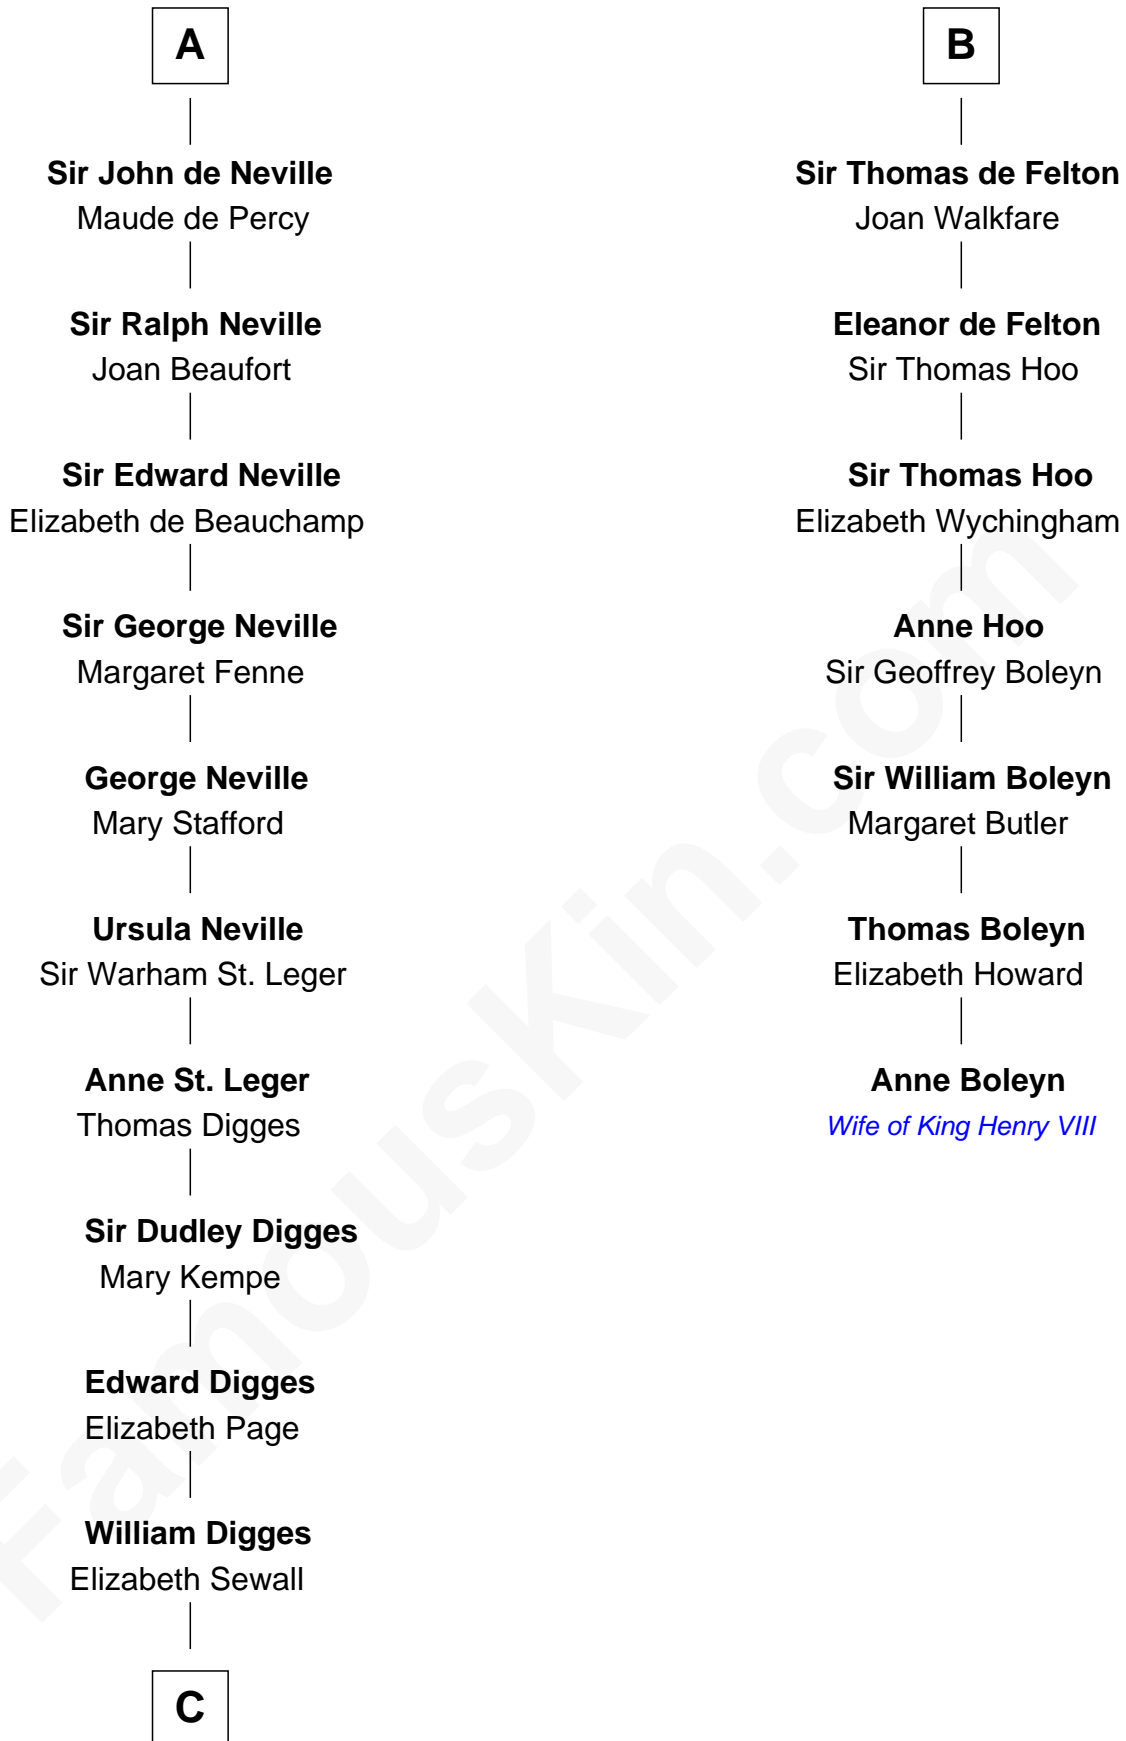 A
Sir John de Neville
Maude de Percy
Sir Ralph Neville
Joan Beaufort
Sir Edward Neville
Elizabeth de Beauchamp
Sir George Neville
Margaret Fenne
George Neville
Mary Stafford
Ursula Neville
Sir Warham St. Leger
Anne St. Leger
Thomas Digges
Sir Dudley Digges
Mary Kempe
Edward Digges
Elizabeth Page
William Digges
Elizabeth Sewall
C
B
Sir Thomas de Felton
Joan Walkfare
Eleanor de Felton
Sir Thomas Hoo
Sir Thomas Hoo
Elizabeth Wychingham
Anne Hoo
Sir Geoffrey Boleyn
Sir William Boleyn
Margaret Butler
Thomas Boleyn
Elizabeth Howard
Anne Boleyn
Wife of King Henry VIII
FamousKin.com